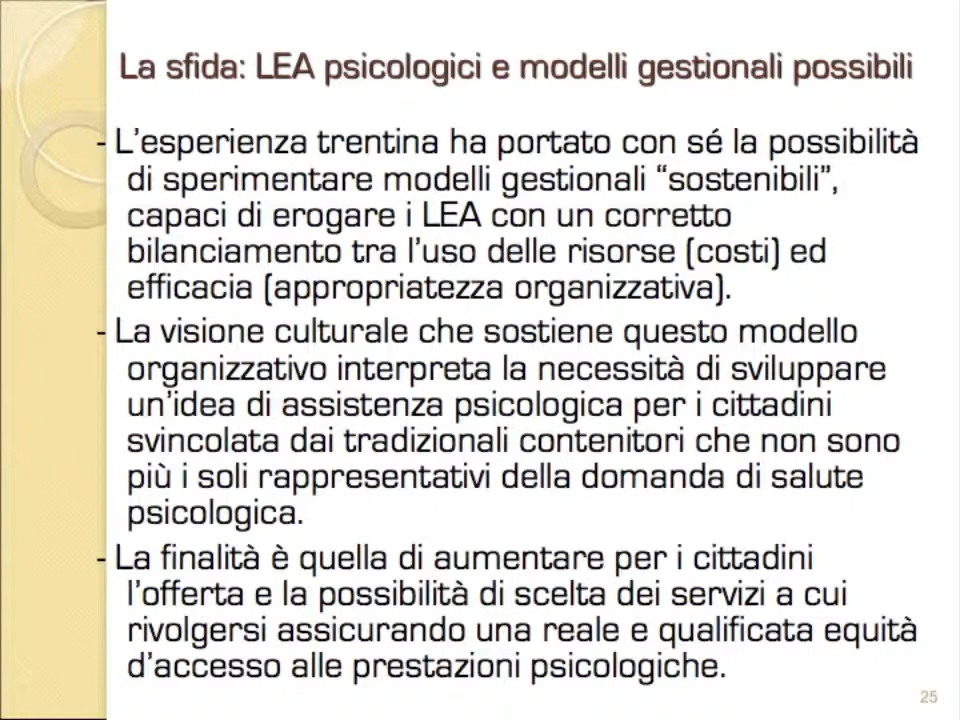 La sfida: LEA psicologici e modelli gestionali possibili
- L'esperienza trentina ha portato con sé la possibilità
di sperimentare modelli gestionali “sostenibili”,
capaci di erogare i LEA con un corretto
bilanciamento tra l'uso delle risorse (costi) ed
efficacia (appropriatezza organizzativa).
- La visione culturale che sostiene questo modello
organizzativo interpreta la necessità di sviluppare
un'idea di assistenza psicologica per i cittadini
svincolata dai tradizionali contenitori che non sono
più i soli rappresentativi della domanda di salute
psicologica.
- La finalità è quella di aumentare per i cittadini
l'offerta e la possibilità di scelta dei servizi a cui
rivolgersi assicurando una reale e qualificata equità
d'accesso alle prestazioni psicologiche.
25